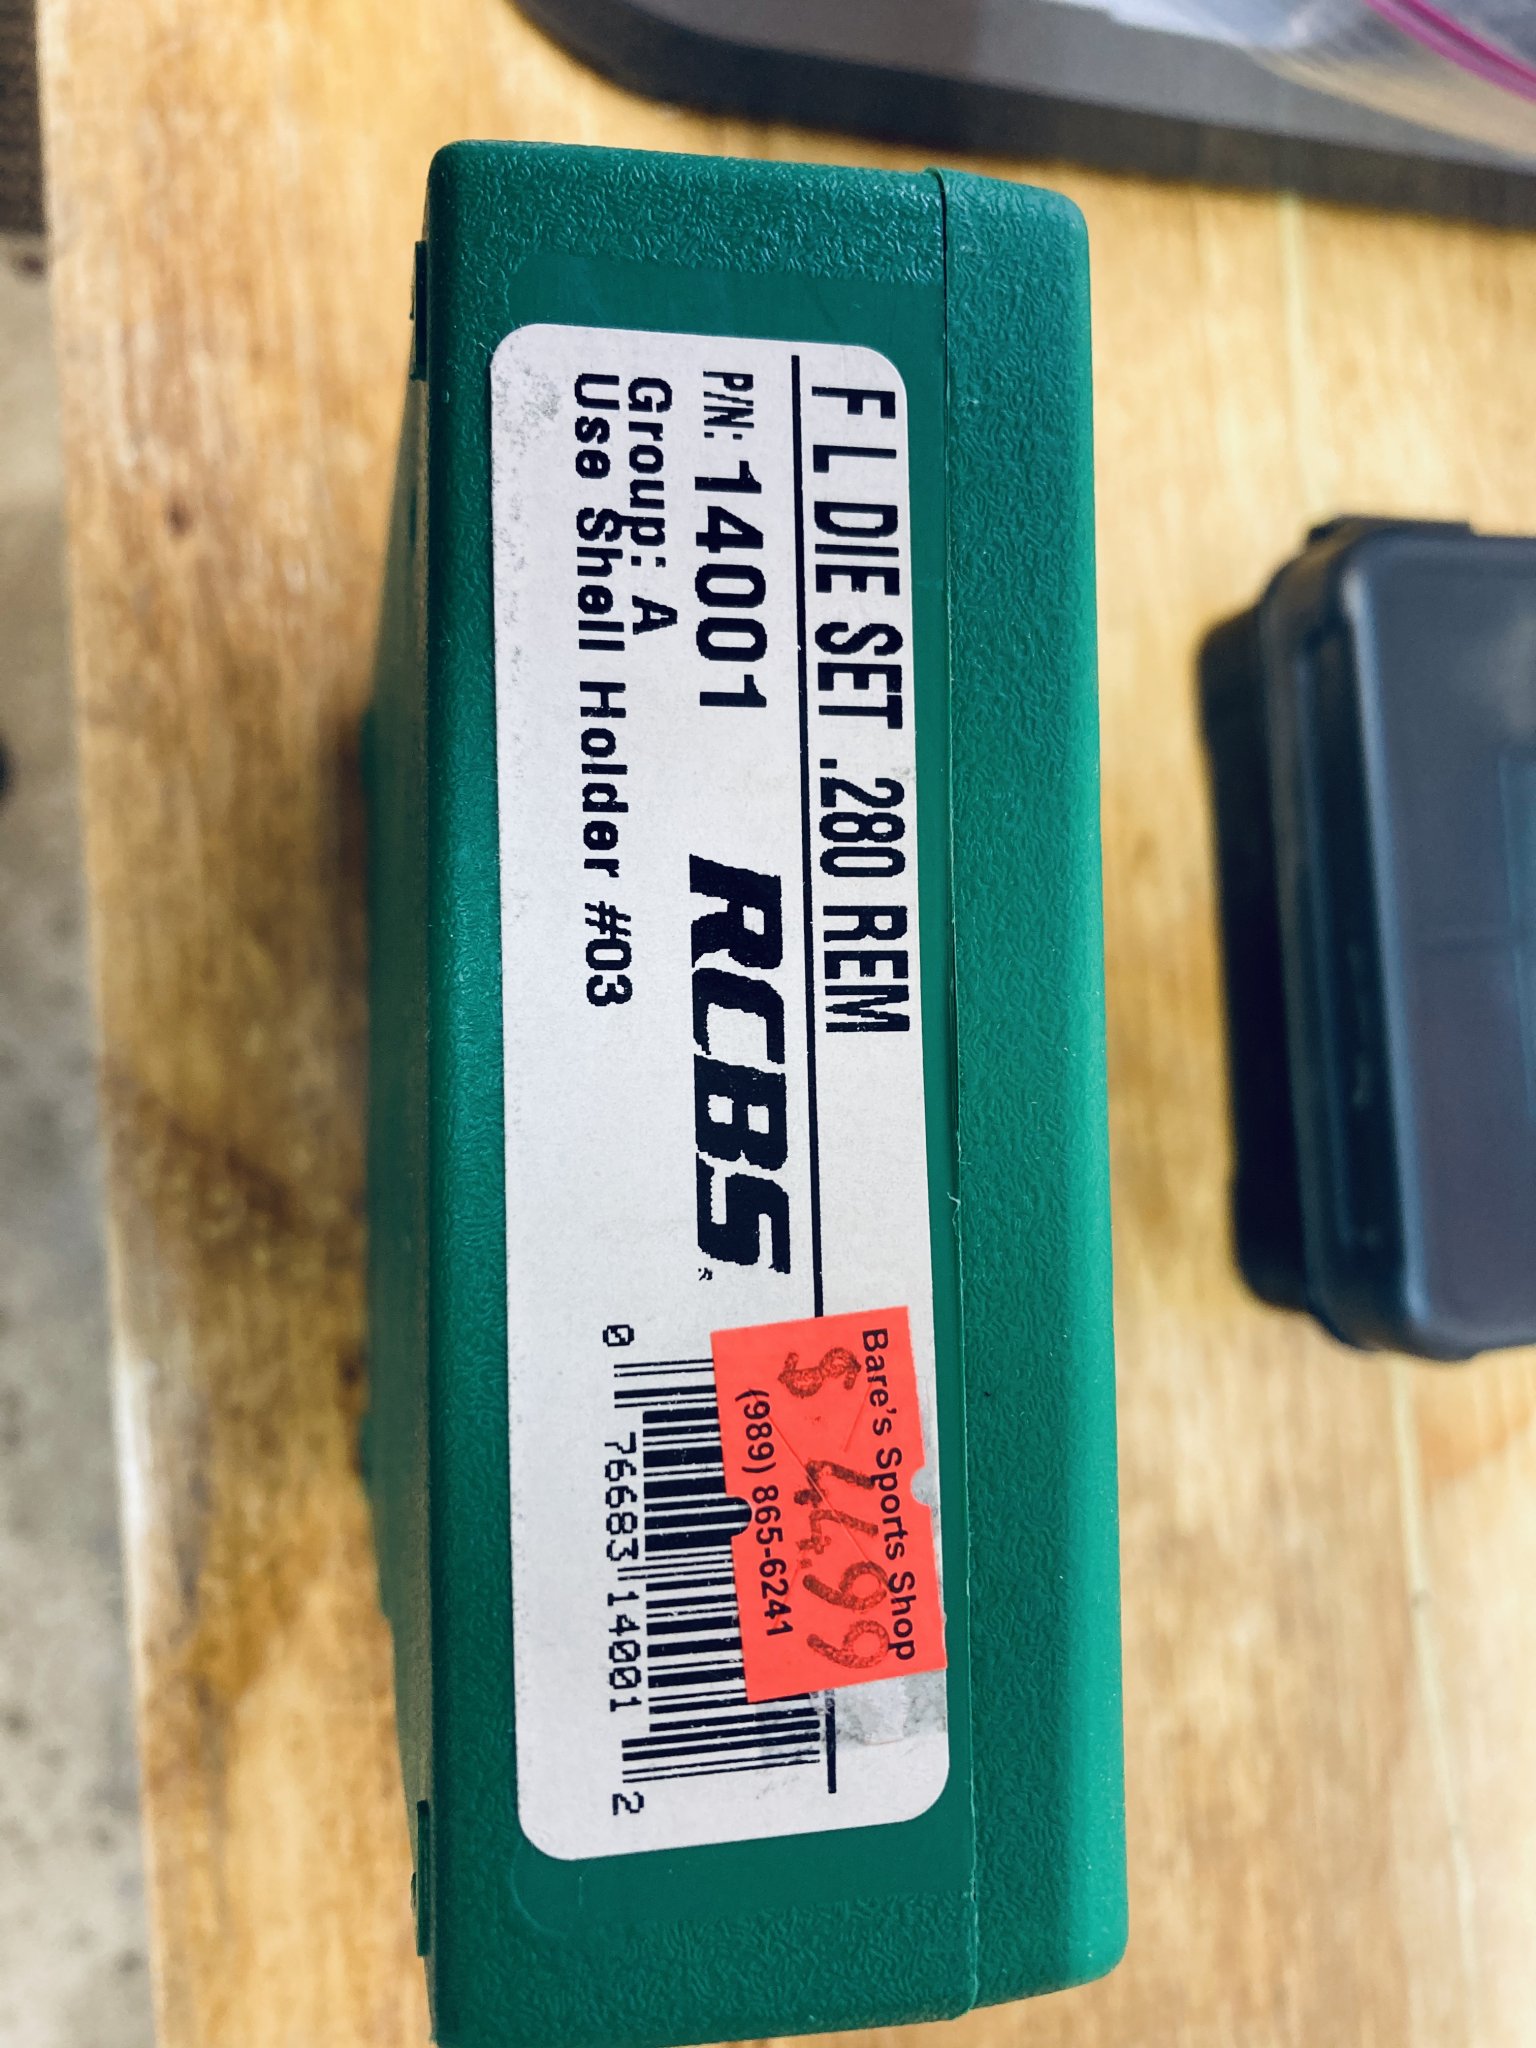 F L DIE SET .280 REM
P/N: 14001
RCBS
Group: A
Use Shell Holder #03
0 76683 14001 2
Bare's Sports Shop
$ 44.99
(989) 865-6241